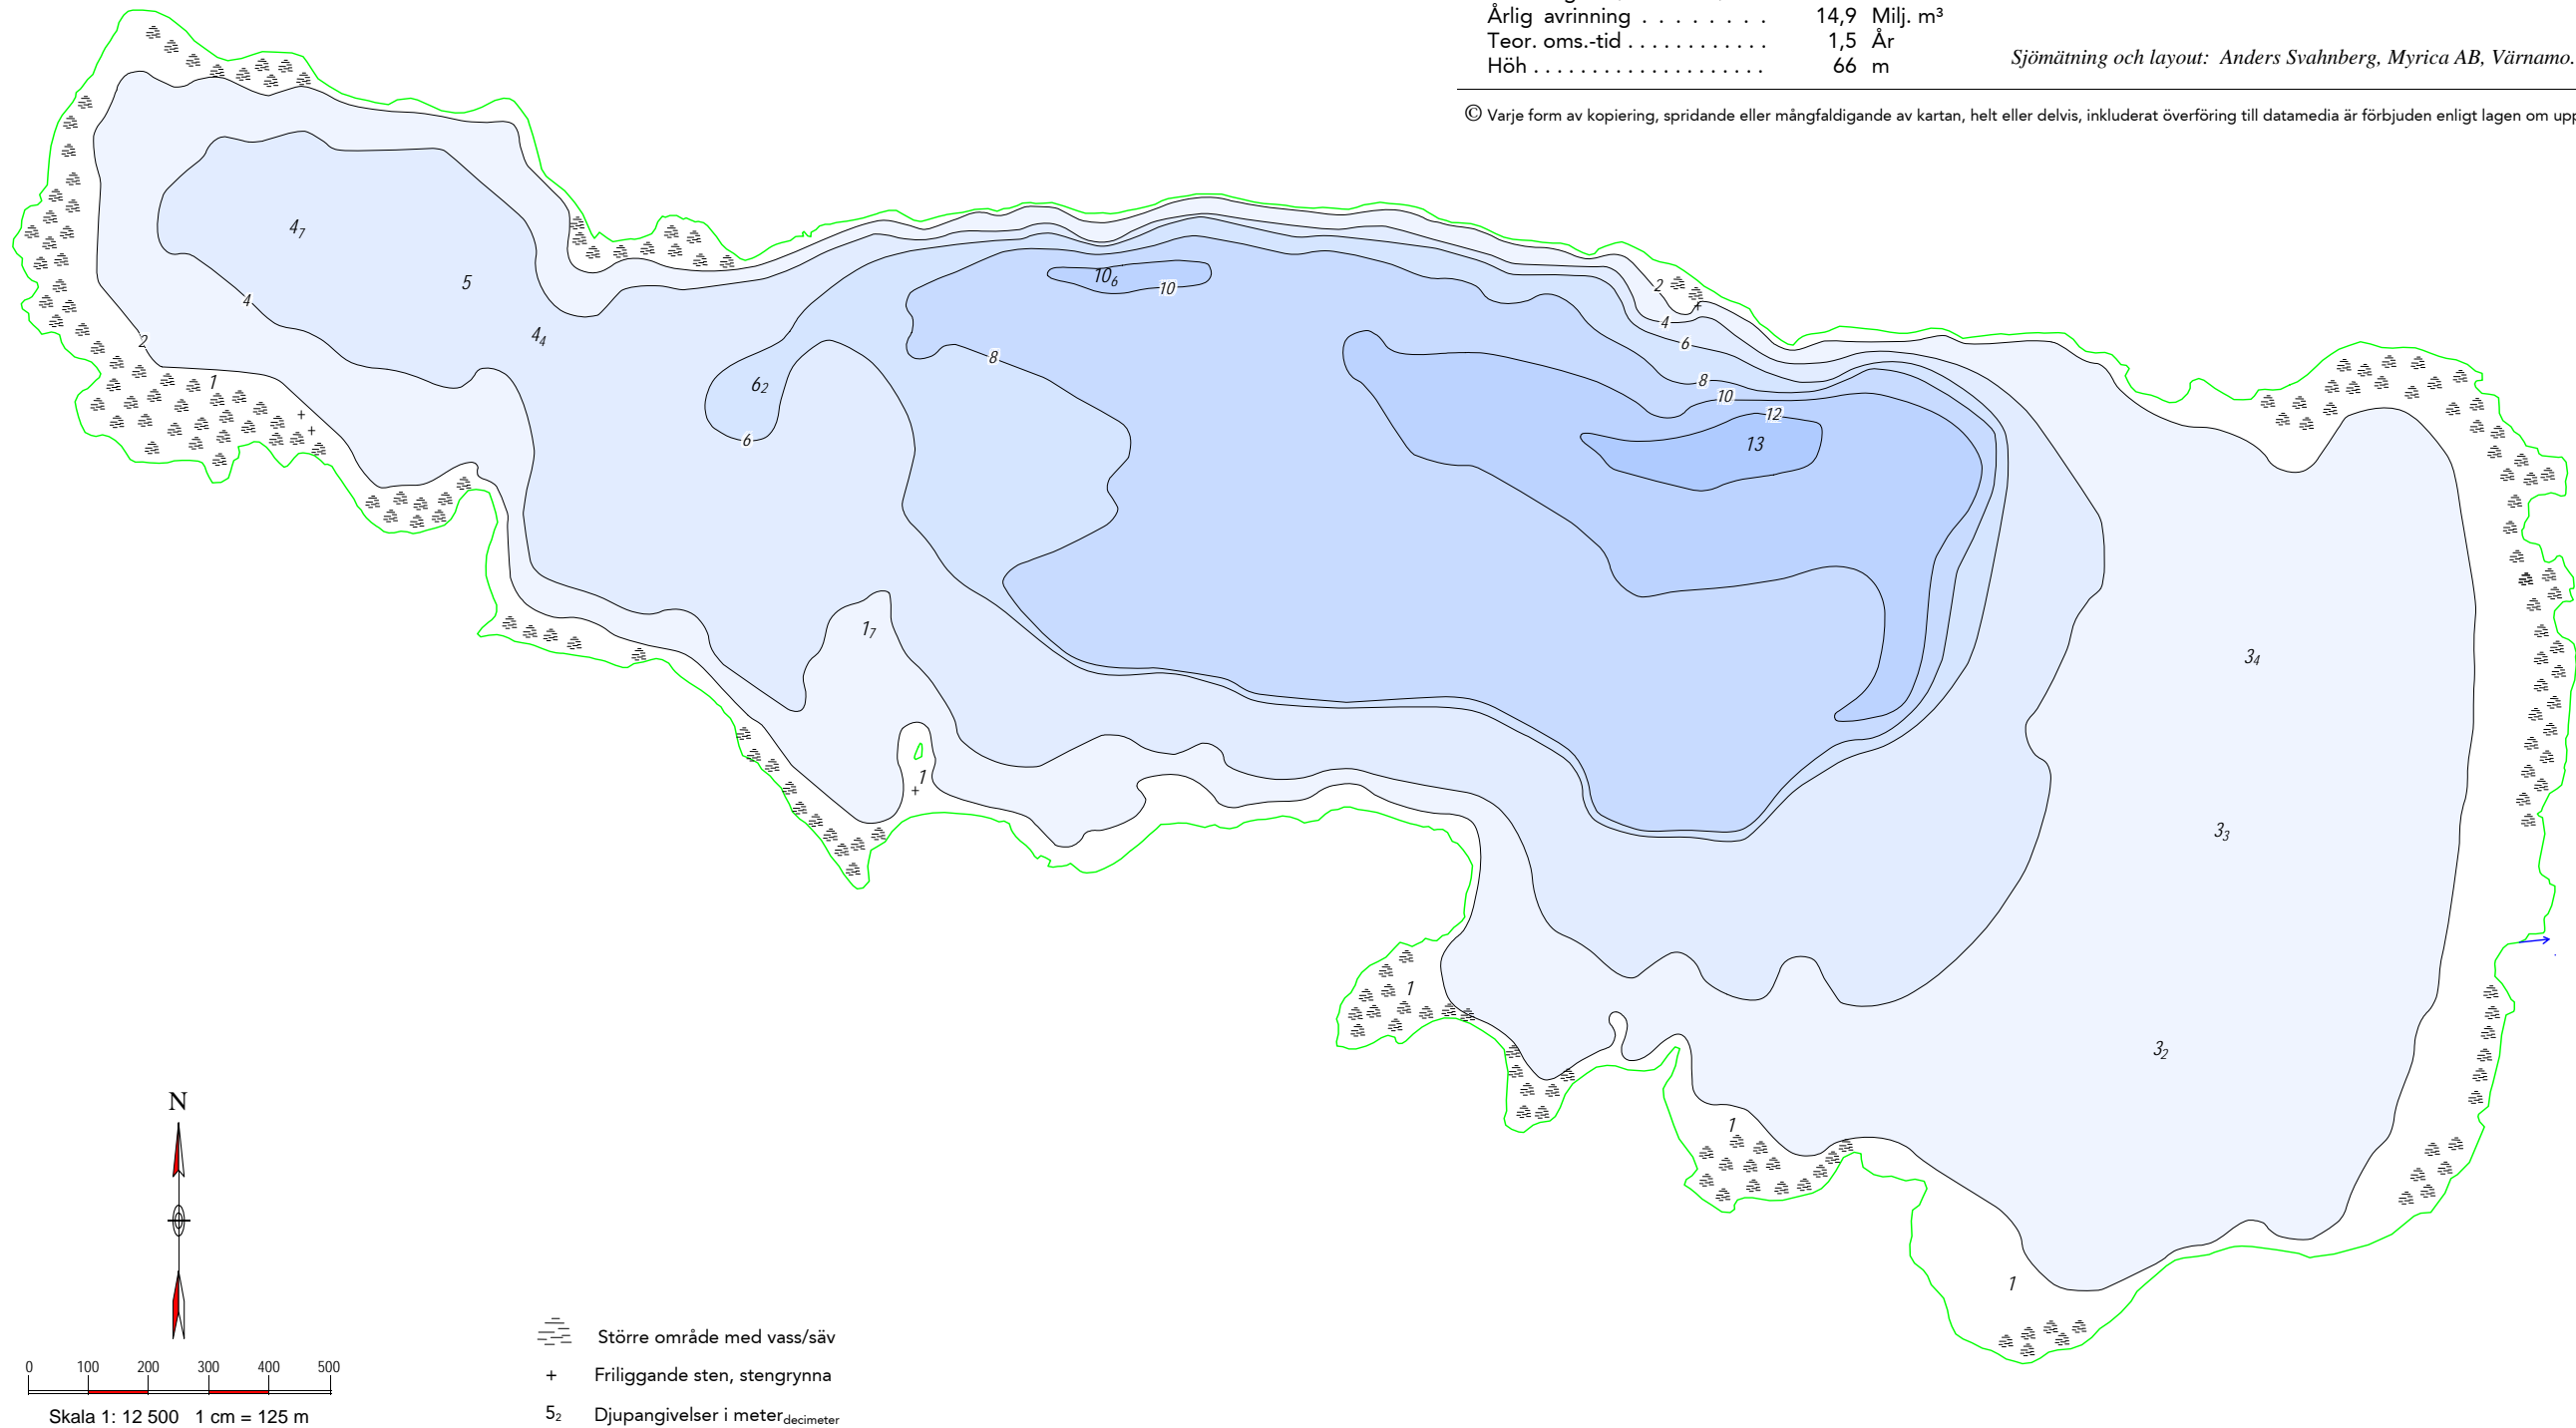 Årlig avrinning . . . . . . . . 14,9 Milj. m³
Teor. oms.-tid . . . . . . . . . . . . 1,5 År
Höh . . . . . . . . . . . . . . . . . . . . 66 m
Sjömätning och layout: Anders Svahnberg, Myrica AB, Värnamo.
© Varje form av kopiering, spridande eller mångfaldigande av kartan, helt eller delvis, inkluderat överföring till datamedia är förbjuden enligt lagen om
4₇
5
4
4₄
2
1
10₆
10
8
6₂
6
2
4
6
8
10
12
13
1₇
1
3₄
3₃
3₂
1
1
1
N
0 100 200 300 400 500
Skala 1: 12 500 1 cm = 125 m
Större område med vass/säv
+ Friliggande sten, stengrynna
5₂ Djupangivelser i meter decimeter